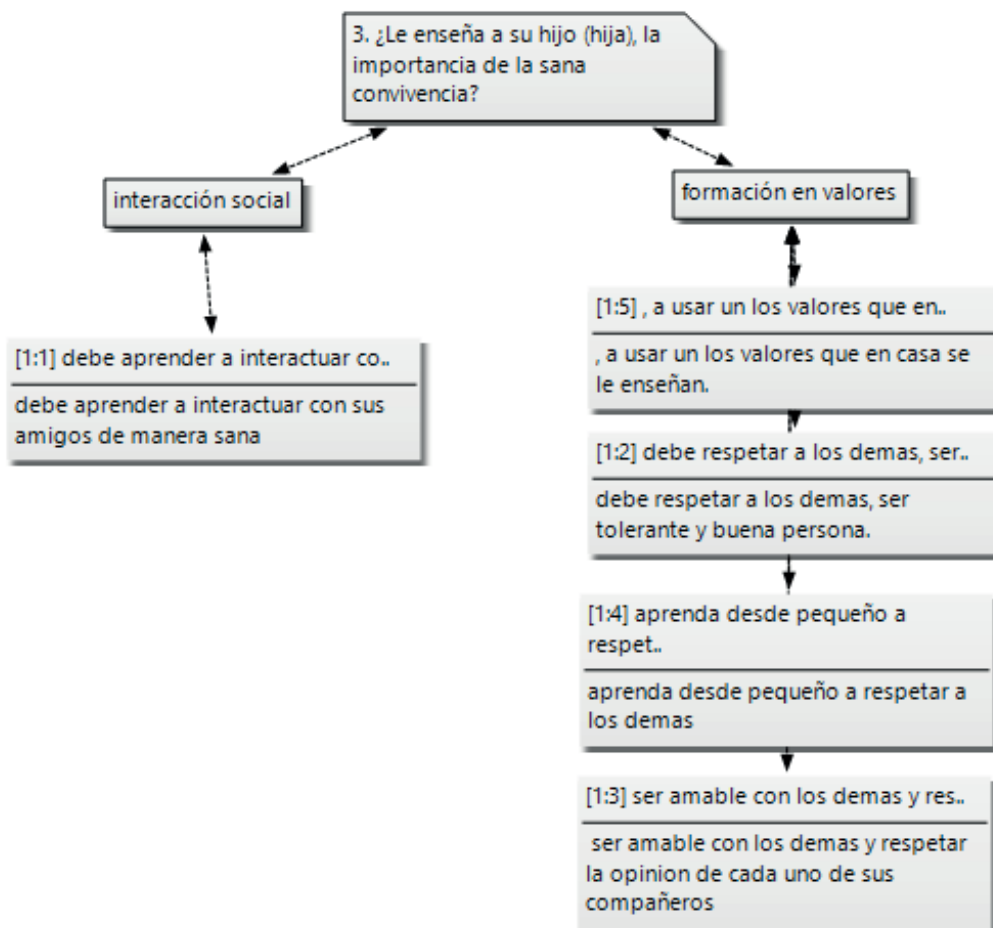 3. ¿Le enseña a su hijo (hija), la
importancia de la sana
convivencia?
interacción social
formación en valores
[1:1] debe aprender a interactuar co..
debe aprender a interactuar con sus
amigos de manera sana
[1:5] , a usar un los valores que en..
, a usar un los valores que en casa se
le enseñan.
[1:2] debe respetar a los demas, ser..
debe respetar a los demas, ser
tolerante y buena persona.
[1:4] aprenda desde pequeño a
respet..
aprenda desde pequeño a respetar a
los demas
[1:3] ser amable con los demas y res..
ser amable con los demas y respetar
la opinion de cada uno de sus
compañeros